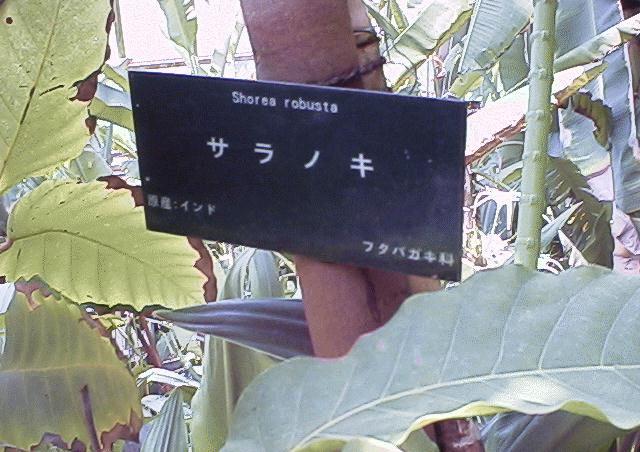 Shorea robusta
サラノキ
原産:インド
フタバガキ科